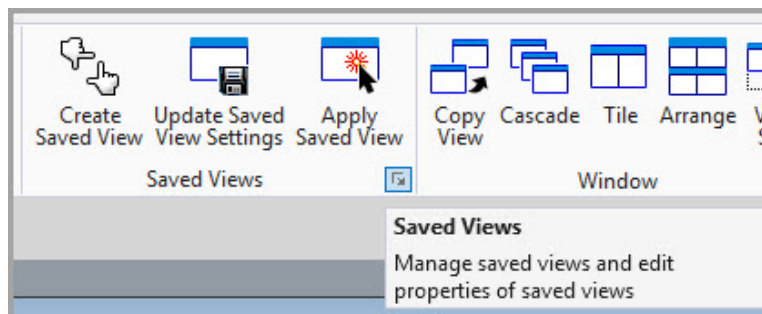 Create
Saved View
Update Saved
View Settings
Apply
Saved View
Copy
View
Cascade
Tile
Arrange
Saved Views
Window
Saved Views
Manage saved views and edit
properties of saved views